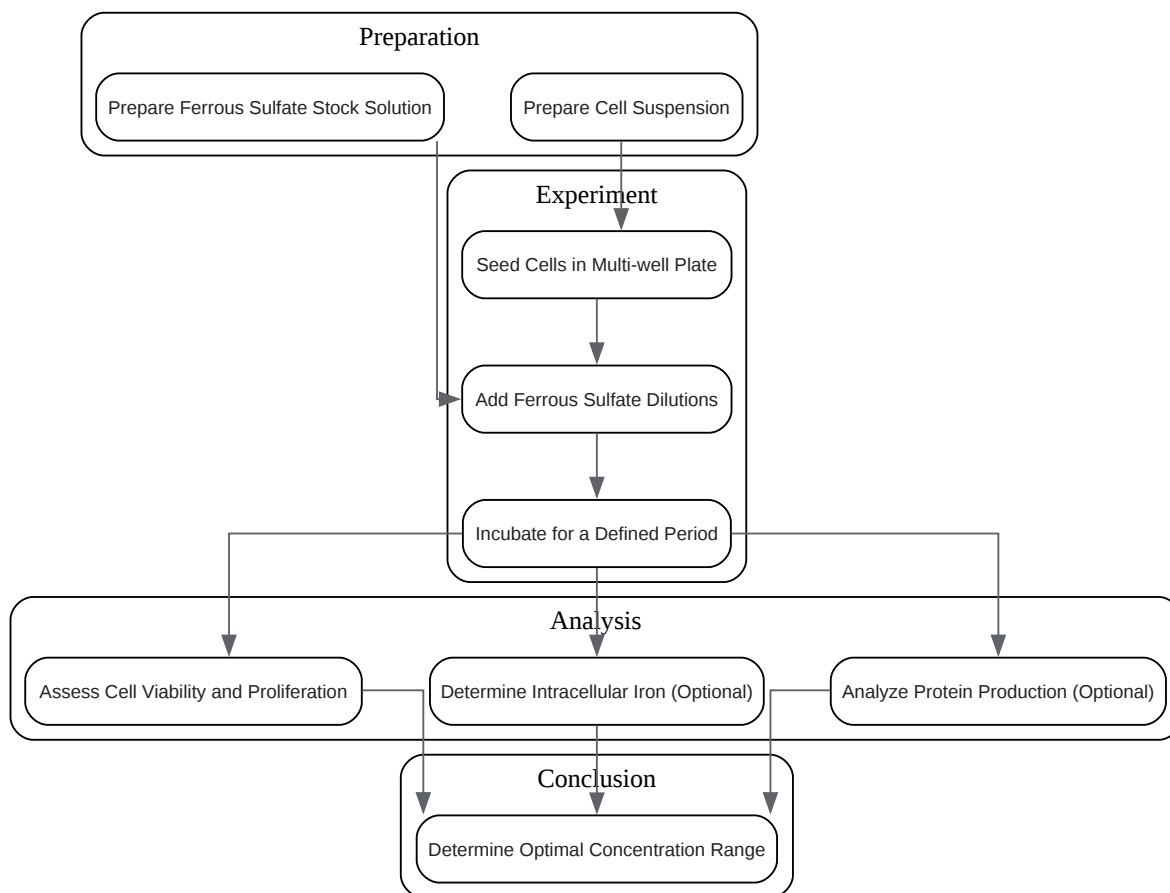 Preparation
Prepare Ferrous Sulfate Stock Solution
Prepare Cell Suspension
Experiment
Seed Cells in Multi-well Plate
Add Ferrous Sulfate Dilutions
Incubate for a Defined Period
Analysis
Assess Cell Viability and Proliferation
Determine Intracellular Iron (Optional)
Analyze Protein Production (Optional)
Conclusion
Determine Optimal Concentration Range